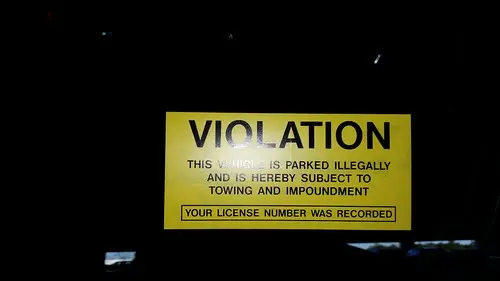 VIOLATION
THIS VEHICLE IS PARKED ILLEGALLY
AND IS HEREBY SUBJECT TO
TOWING AND IMPOUNDMENT
YOUR LICENSE NUMBER WAS RECORDED